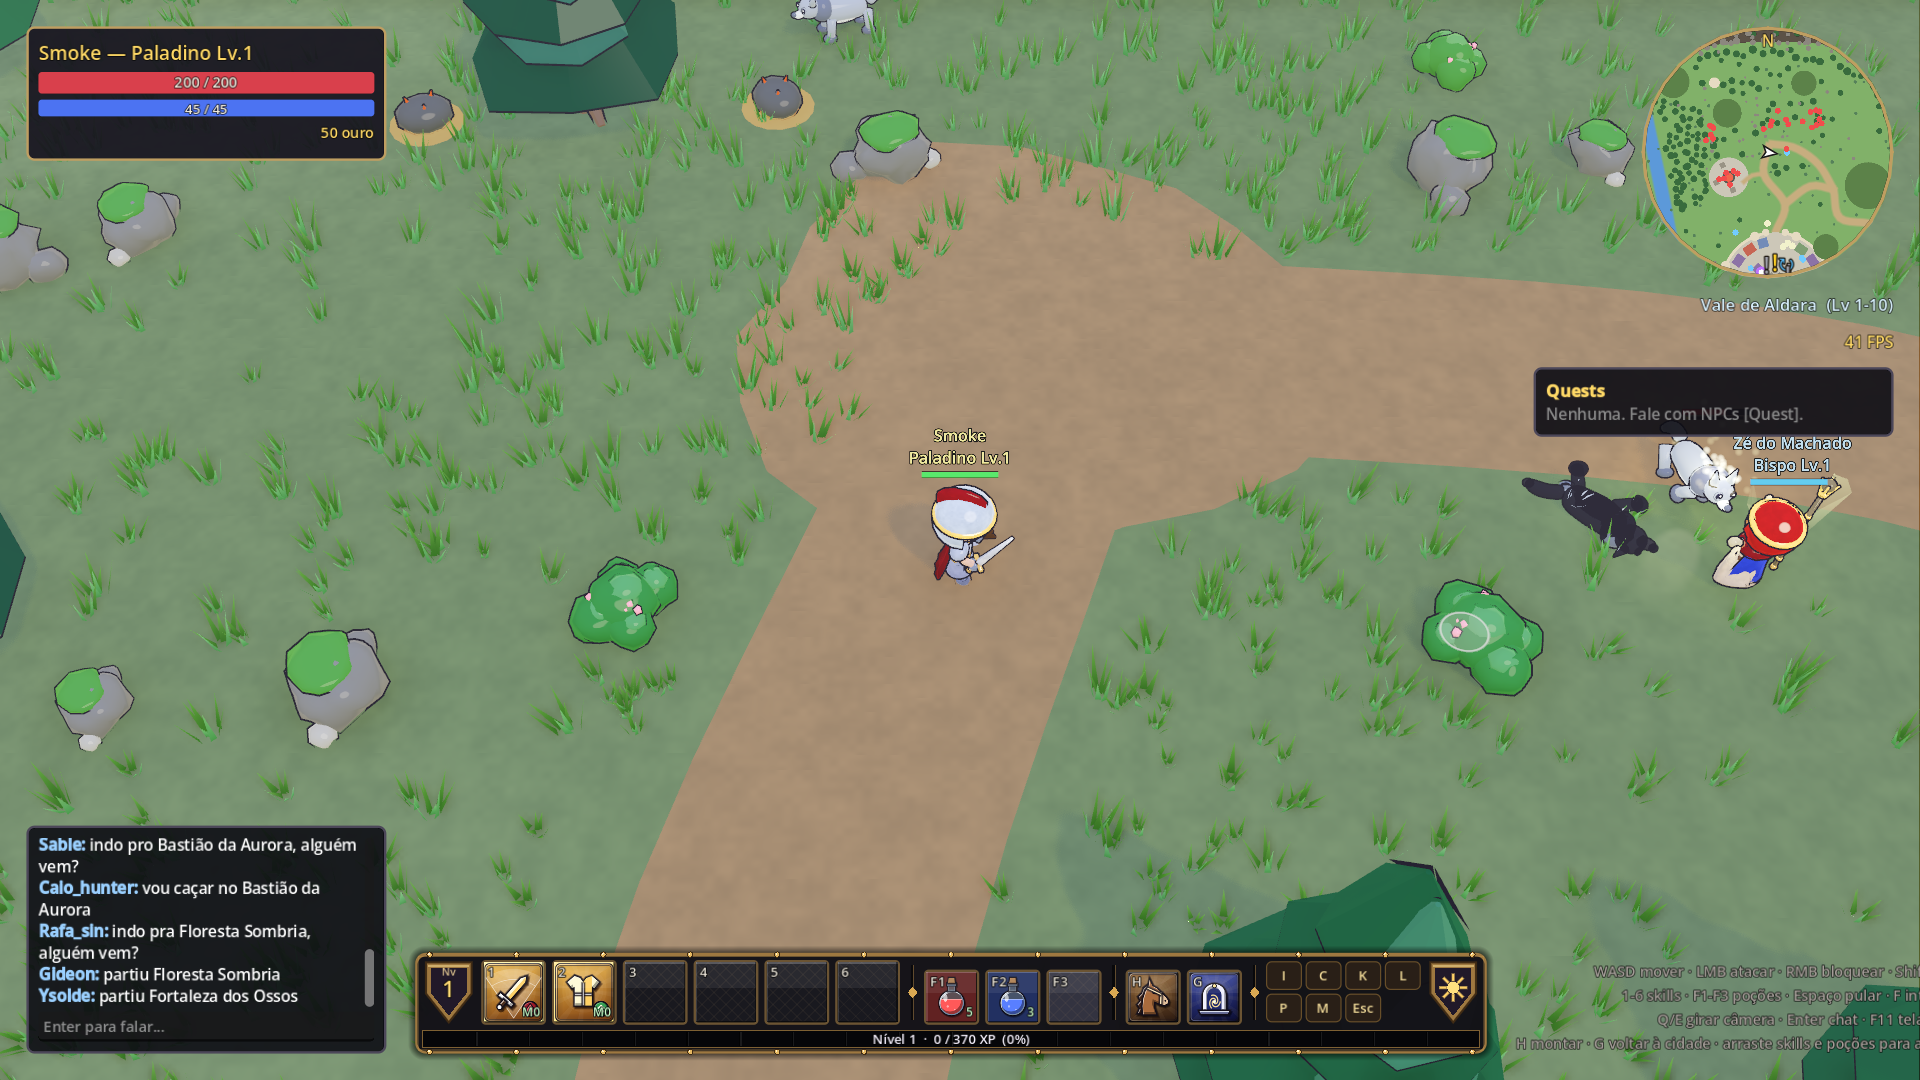 Smoke — Paladino Lv.1
200 / 200
45 / 45
50 ouro
N
Vale de Aldara (Lv 1-10)
41 FPS
Quests
Nenhuma. Fale com NPCs [Quest].
Zé do Machado
Bispo Lv.1
Smoke
Paladino Lv.1
Sable: indo pro Bastião da Aurora, alguém
vem?
Calo_hunter: vou caçar no Bastião da
Aurora
Rafa_sin: indo pra Floresta Sombria,
alguém vem?
Gideon: partiu Floresta Sombria
Ysolde: partiu Fortaleza dos Ossos
Enter para falar...
Nv
1
1
M0
2
M0
3
4
5
6
F1
5
F2
3
F3
H
G
I
C
K
L
P
M
Esc
Nível 1 · 0 / 370 XP (0%)
WASD mover · LMB atacar · RMB bloquear · Shi
1-6 skills · F1-F3 poções · Espaço pular · F in
Q/E girar câmera · Enter chat · F11 tela
H montar · G voltar à cidade · arraste skills e poções para a